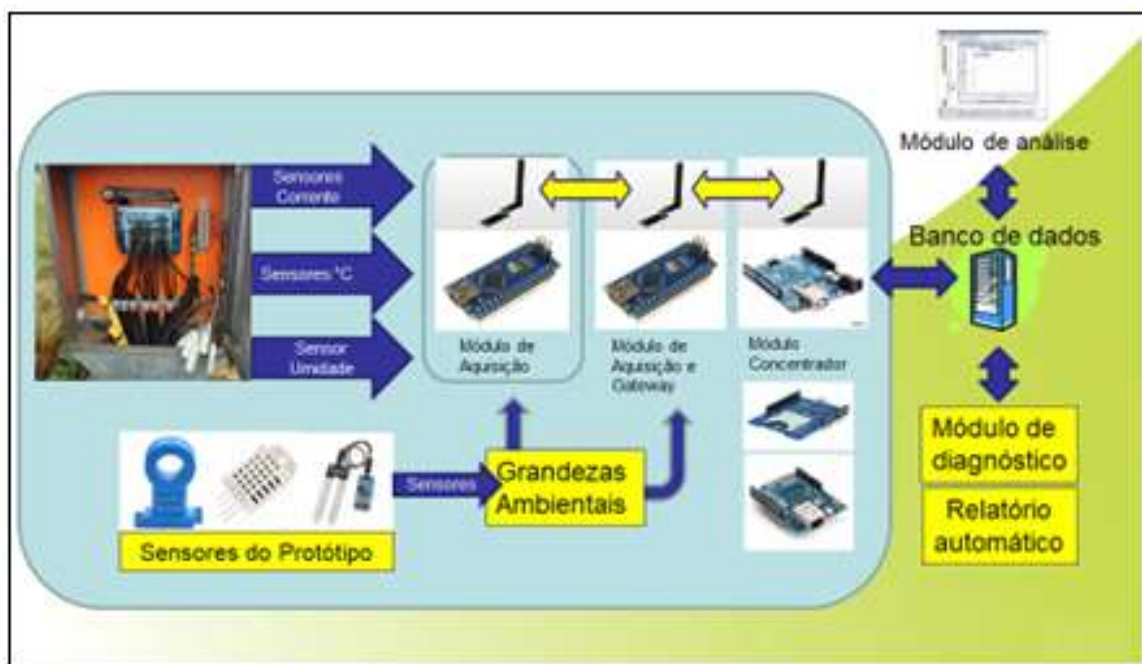 Sensores
Corrente
Sensores °C
Sensor
Umidade
Módulo de
Aquisição
Módulo de
Aquisição e
Gateway
Módulo
Concentrador
Módulo de análise
Banco de dados
Sensores
Grandezas
Ambientais
Sensores do Protótipo
Módulo de
diagnóstico
Relatório
automático